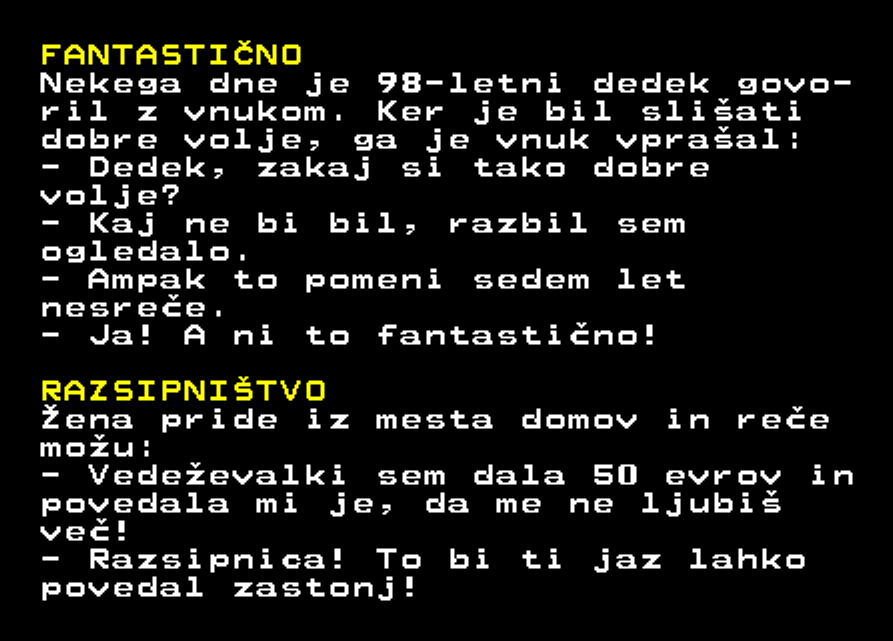 FANTASTIČNO
Nekega dne je 98-letni dedek govo-
ril z vnukom. Ker je bil slišati
dobre volje, ga je vnuk vprašal:
- Dedek, zakaj si tako dobre
volje?
- Kaj ne bi bil, razbil sem
ogledalo.
- Ampak to pomeni sedem let
nesreče.
- Ja! A ni to fantastično!
RAZSIPNIŠTVO
Žena pride iz mesta domov in reče
možu:
- Vedeževalki sem dala 50 evrov in
povedala mi je, da me ne ljubiš
več!
- Razsipnica! To bi ti jaz lahko
povedal zastonj!